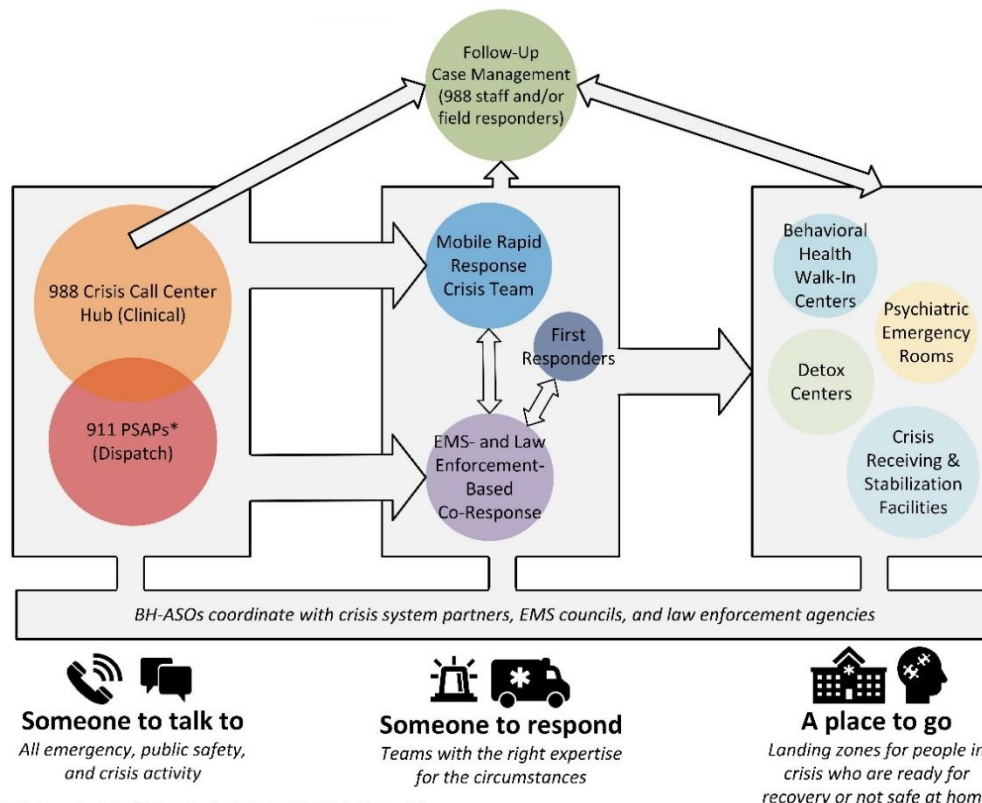 Follow-Up
Case Management
(988 staff and/or
field responders)
988 Crisis Call Center
Hub (Clinical)
911 PSAPs*
(Dispatch)
Mobile Rapid
Response
Crisis Team
First
Responders
EMS- and Law
Enforcement-
Based
Co-Response
Behavioral
Health
Walk-In
Centers
Psychiatric
Emergency
Rooms
Detox
Centers
Crisis
Receiving &
Stabilization
Facilities
BH-ASOs coordinate with crisis system partners, EMS councils, and law enforcement agencies
Someone to talk to
All emergency, public safety,
and crisis activity
Someone to respond
Teams with the right expertise
for the circumstances
A place to go
Landing zones for people in
crisis who are ready for
recovery or not safe at hom